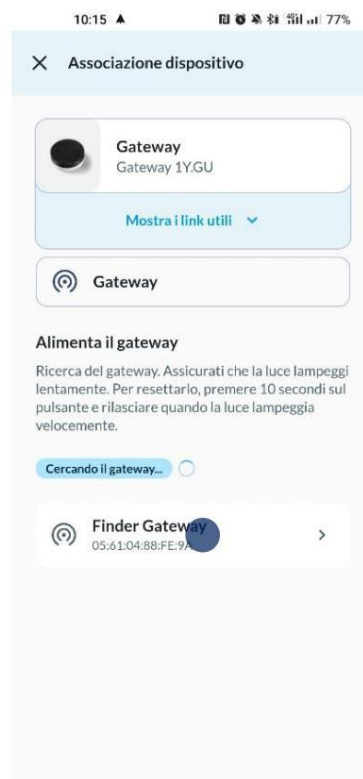 10:15 77%
Associazione dispositivo
Gateway
Gateway 1Y.GU
Mostra i link utili
Gateway
Alimenta il gateway
Ricerca del gateway. Assicurati che la luce lampeggi
lentamente. Per resettarlo, premere 10 secondi sul
pulsante e rilasciare quando la luce lampeggia
velocemente.
Cercando il gateway...
Finder Gateway
05:61:04:88:FE:9A